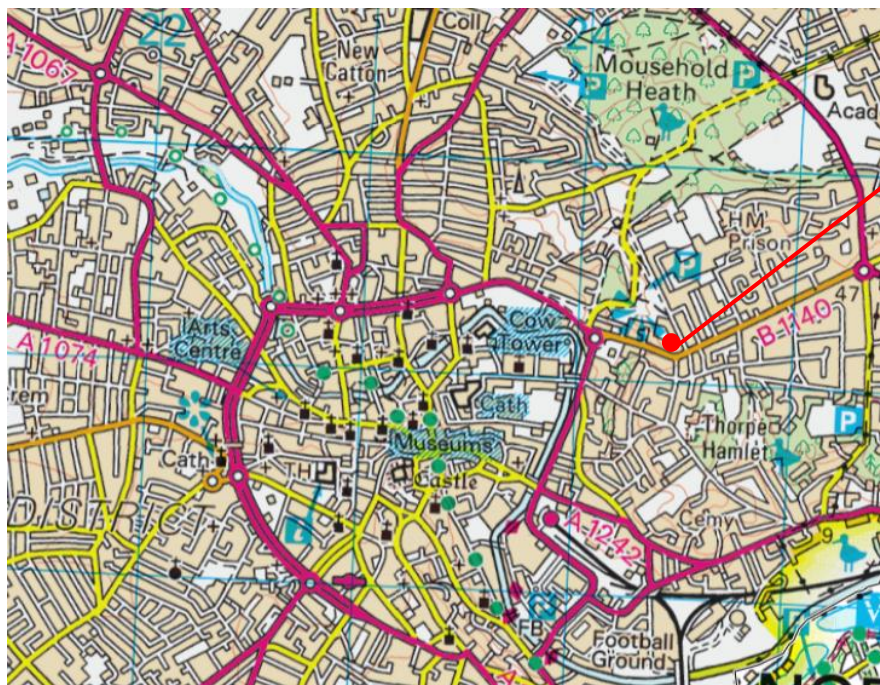 Coll
A 1067
22
24
New
Catton
P
Mousehold
Heath
P
Acad
HM
Prison
P
47
Arts
Centre
Cow
Tower
B 1140
A 1074
Cath
Thorpe
Hamlet
P
Museums
Cath
TH
Castle
DISTRICT
A 1242
Cemy
9
FB
Football
Ground
V
A
NOR